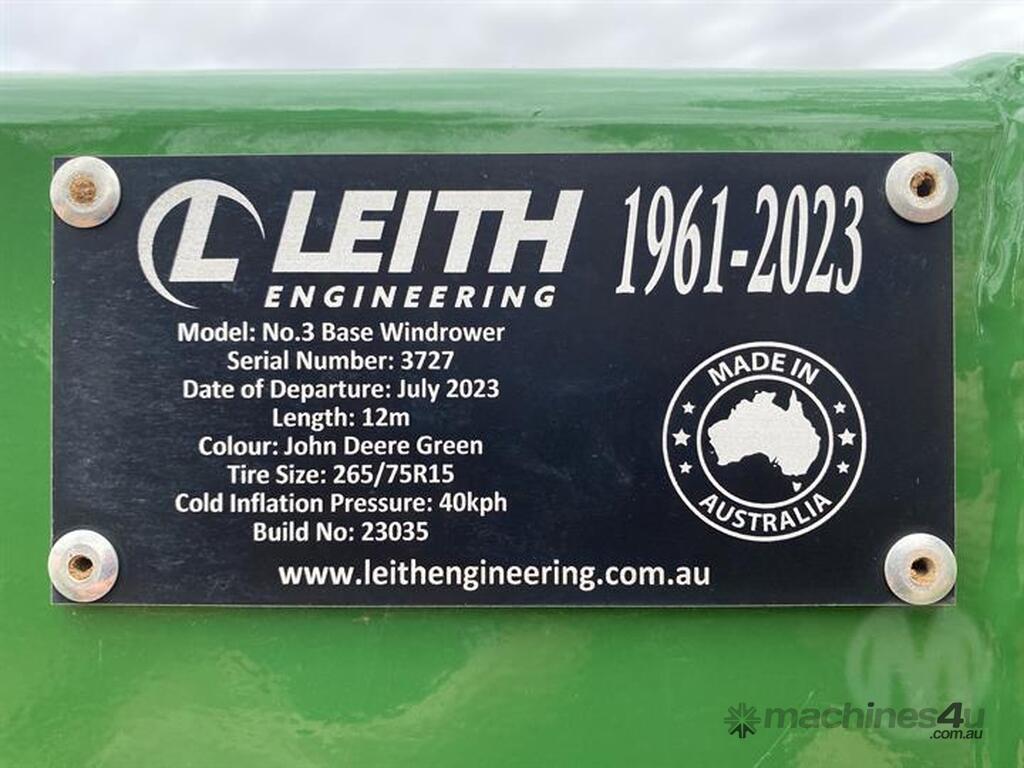 L LEITH
ENGINEERING
1961-2023
Model: No.3 Base Windrower
Serial Number: 3727
Date of Departure: July 2023
Length: 12m
Colour: John Deere Green
Tire Size: 265/75R15
Cold Inflation Pressure: 40kph
Build No: 23035
www.leithengineering.com.au
MADE IN
AUSTRALIA
M
machines4u
.com.au